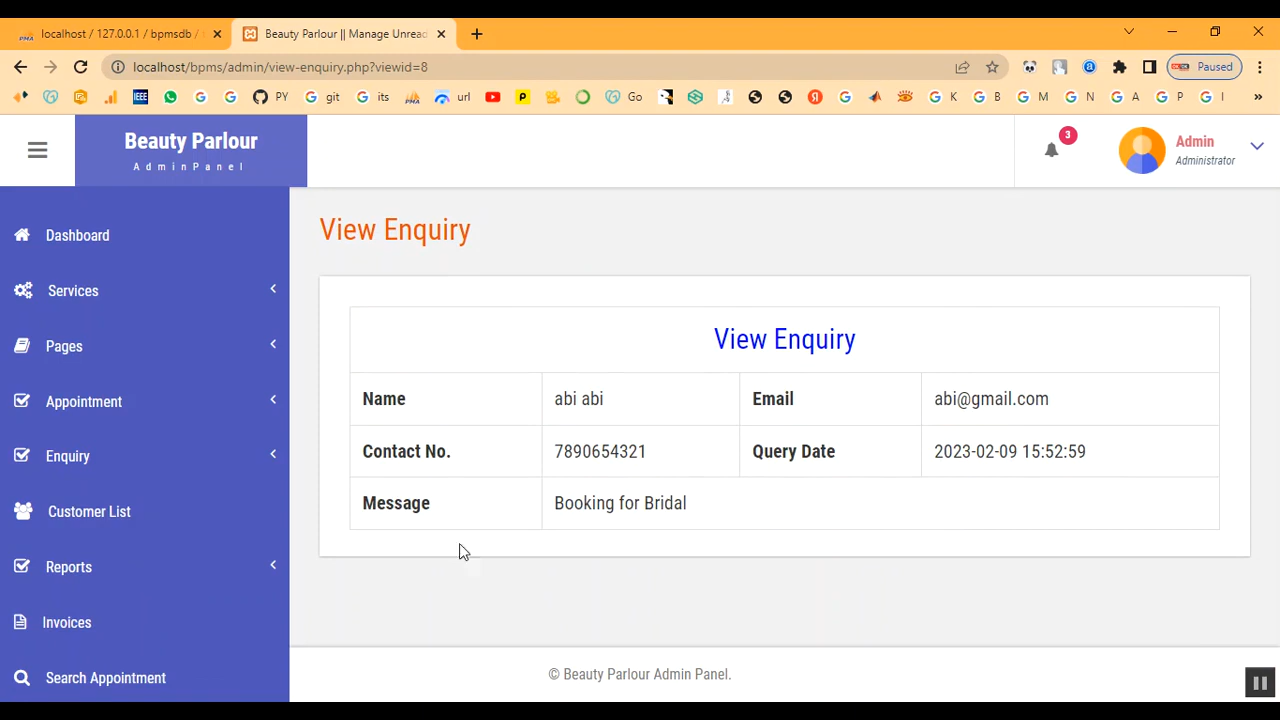 localhost / 127.0.0.1 / bpmsdb /
Beauty Parlour || Manage Unread
localhost/bpms/admin/view-enquiry.php?viewid=8
Paused
IEEE
PY
git
its
url
Go
K
B
M
N
A
P
I
»
Beauty Parlour
AdminPanel
3
Admin
Administrator
Dashboard
Services
Pages
Appointment
Enquiry
Customer List
Reports
Invoices
Search Appointment
View Enquiry
View Enquiry
Name abi abi Email abi@gmail.com
Contact No. 7890654321 Query Date 2023-02-09 15:52:59
Message Booking for Bridal
© Beauty Parlour Admin Panel.